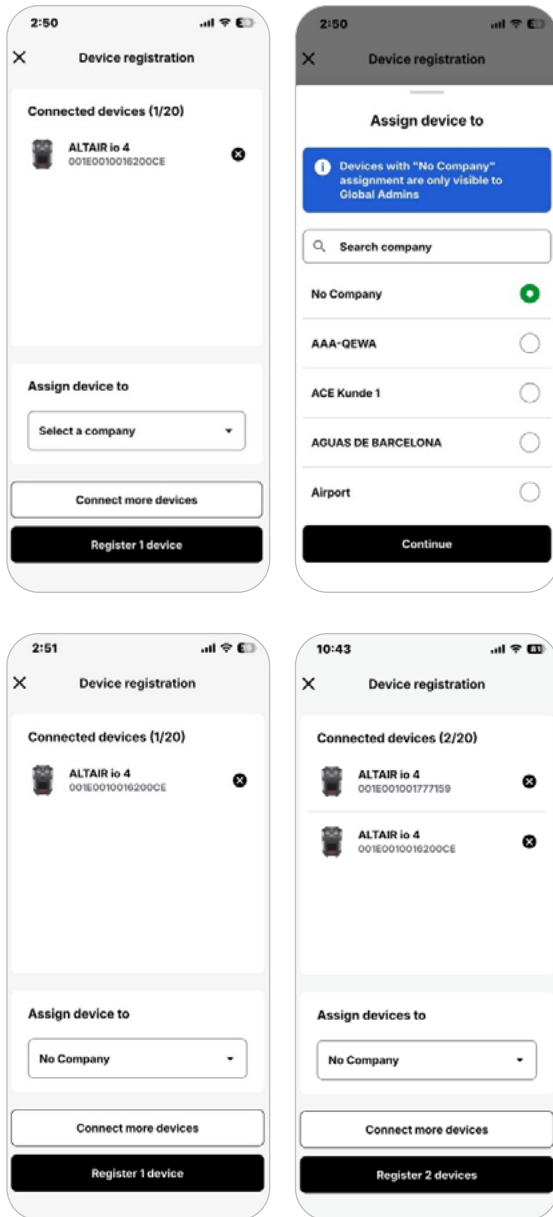 2:50
Device registration
Connected devices (1/20)
ALTAIR io 4
001E0010016200CE
Assign device to
Select a company
Connect more devices
Register 1 device
2:50
Device registration
Assign device to
Devices with "No Company"
assignment are only visible to
Global Admins
Search company
No Company
AAA-QEWA
ACE Kunde 1
AGUAS DE BARCELONA
Airport
Continue
2:51
Device registration
Connected devices (1/20)
ALTAIR io 4
001E0010016200CE
Assign device to
No Company
Connect more devices
Register 1 device
10:43
81
Device registration
Connected devices (2/20)
ALTAIR io 4
001E001001777159
ALTAIR io 4
001E0010016200CE
Assign devices to
No Company
Connect more devices
Register 2 devices